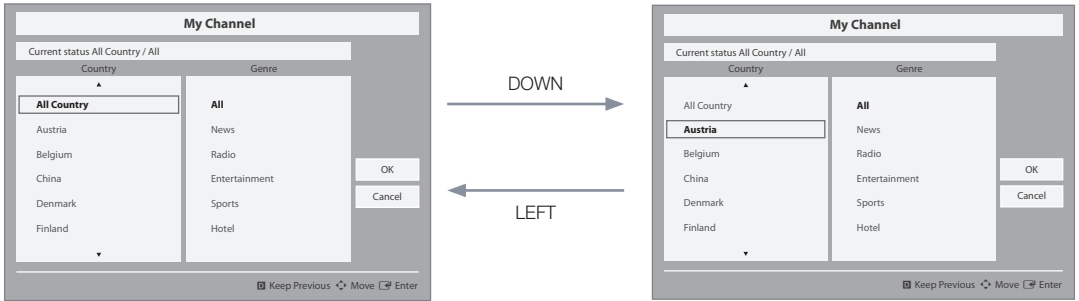 My Channel
Current status All Country / All
Country Genre
All Country All
Austria News
Belgium Radio
China Entertainment
Denmark Sports
Finland Hotel
OK
Cancel
D Keep Previous Move Enter
DOWN
LEFT
My Channel
Current status All Country / All
Country Genre
All Country All
Austria News
Belgium Radio
China Entertainment
Denmark Sports
Finland Hotel
OK
Cancel
D Keep Previous Move Enter